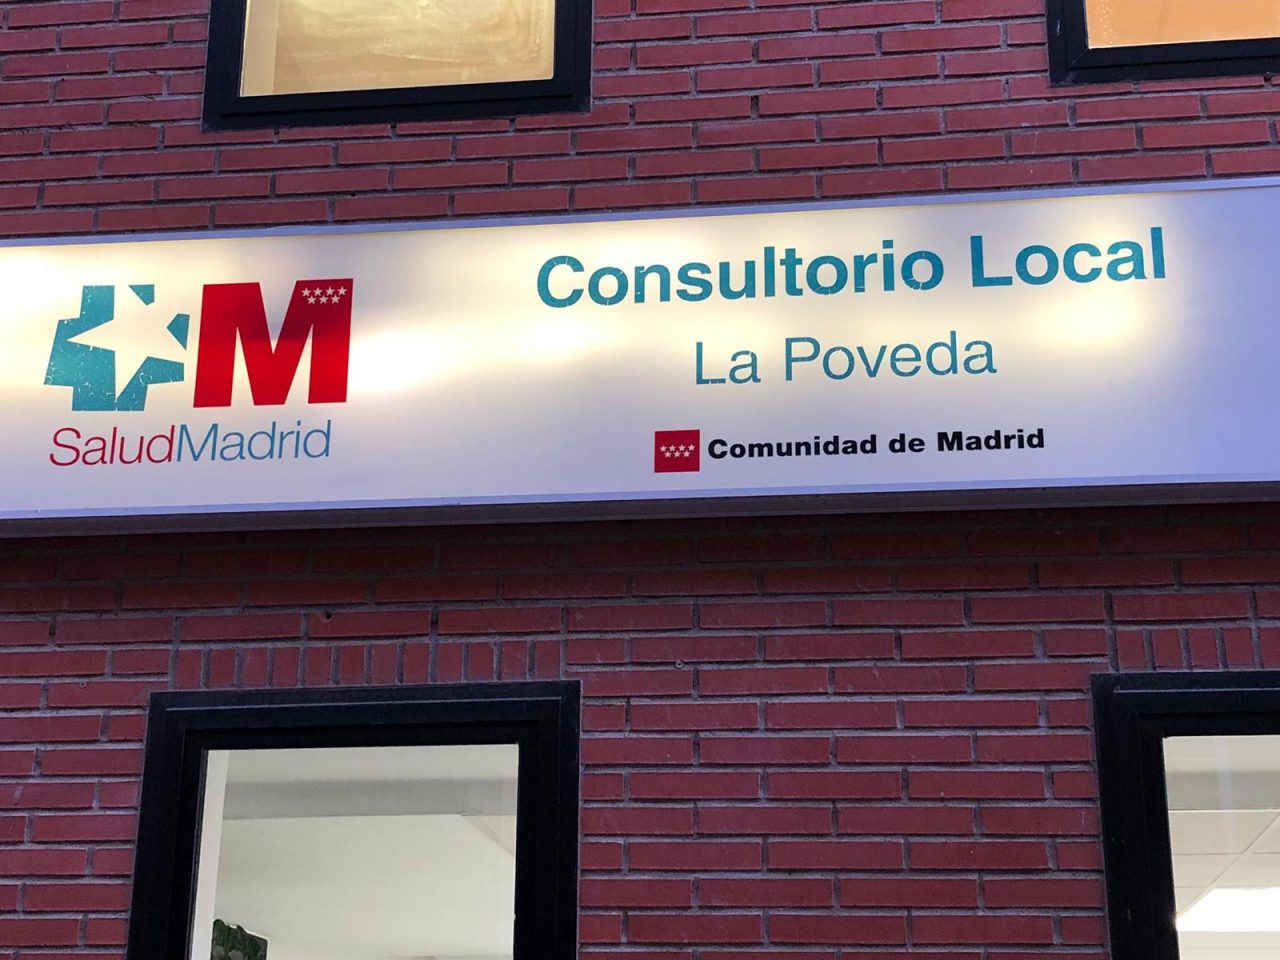 M
SaludMadrid
Consultorio Local
La Poveda
Comunidad de Madrid